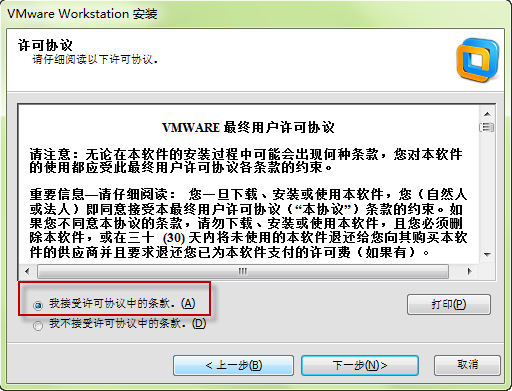 VMware Workstation 安装
许可协议
请仔细阅读以下许可协议。
VMWARE 最终用户许可协议
请注意：无论在本软件的安装过程中可能会出现何种条款，您对本软件
的使用都应受此最终用户许可协议各条款的约束。
重要信息—请仔细阅读： 您一旦下载、安装或使用本软件，您（自然人
或法人）即同意接受本最终用户许可协议（“本协议”）条款的约束。如
果您不同意本协议的条款，请勿下载、安装或使用本软件，且您必须删
除本软件，或在三十 (30) 天内将未使用的本软件退还给您向其购买本软
件的供应商并且要求退还您已为本软件支付的许可费（如果有）。
我接受许可协议中的条款。(A)
打印(P)
我不接受许可协议中的条款。(D)
< 上一步(B)
下一步(N)>
取消